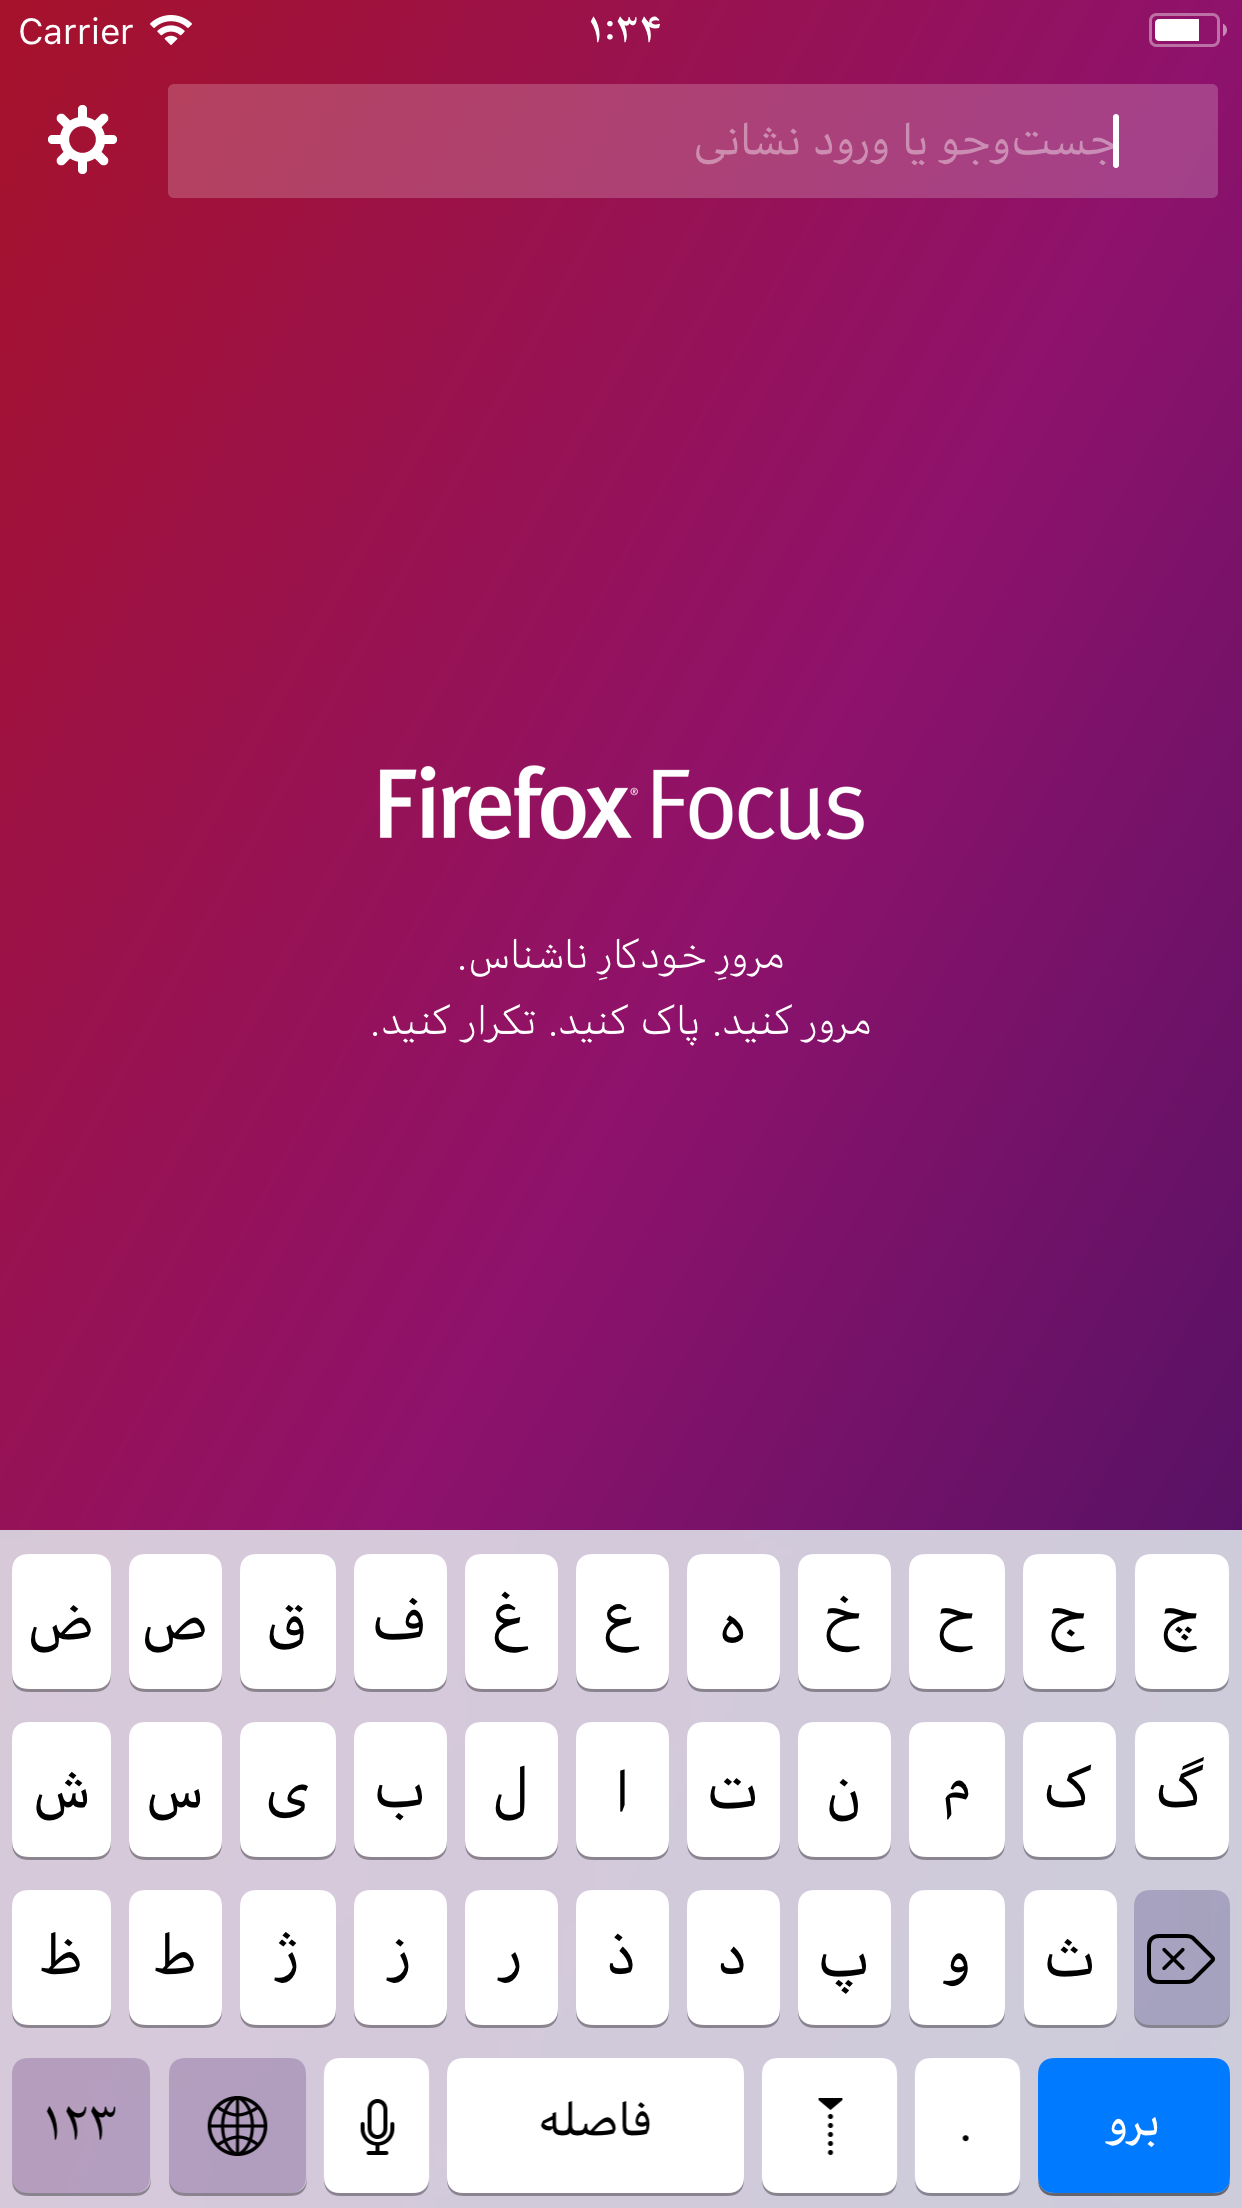 Carrier ۱:۳۴
جست‌وجو یا ورود نشانی
Firefox® Focus
مرورِ خودکارِ ناشناس.
مرور کنید. پاک کنید. تکرار کنید.
ض ص ق ف غ ع ه خ ح ج چ
ش س ی ب ل ا ت ن م ک گ
ظ ط ژ ز ر ذ د پ و ث
۱۲۳ فاصله . برو